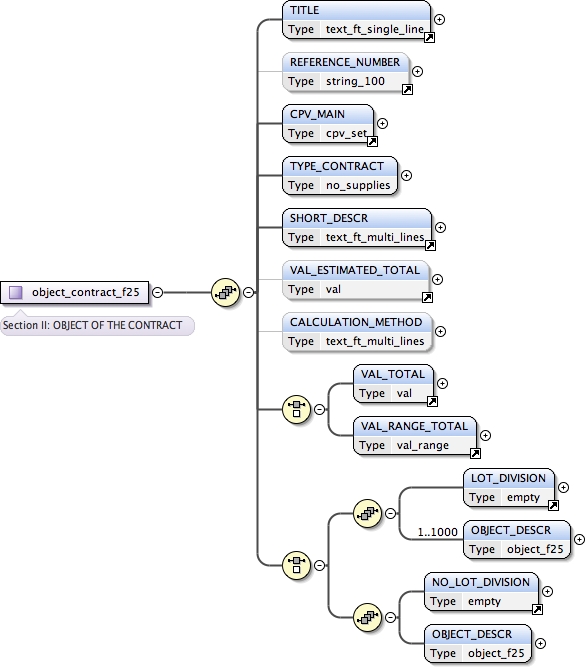 TITLE
Type text_ft_single_line
REFERENCE_NUMBER
Type string_100
CPV_MAIN
Type cpv_set
TYPE_CONTRACT
Type no_supplies
SHORT_DESCR
Type text_ft_multi_lines
object_contract_f25
Section II: OBJECT OF THE CONTRACT
VAL_ESTIMATED_TOTAL
Type val
CALCULATION_METHOD
Type text_ft_multi_lines
VAL_TOTAL
Type val
VAL_RANGE_TOTAL
Type val_range
LOT_DIVISION
Type empty
1..1000
OBJECT_DESCR
Type object_f25
NO_LOT_DIVISION
Type empty
OBJECT_DESCR
Type object_f25